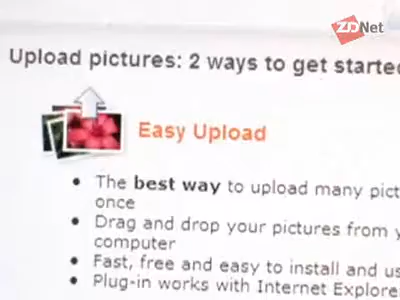 ZDNet
Upload pictures: 2 ways to get started
Easy Upload
• The best way to upload many pict
once
• Drag and drop your pictures from y
computer
• Fast, free and easy to install and us
• Plug-in works with Internet Explore